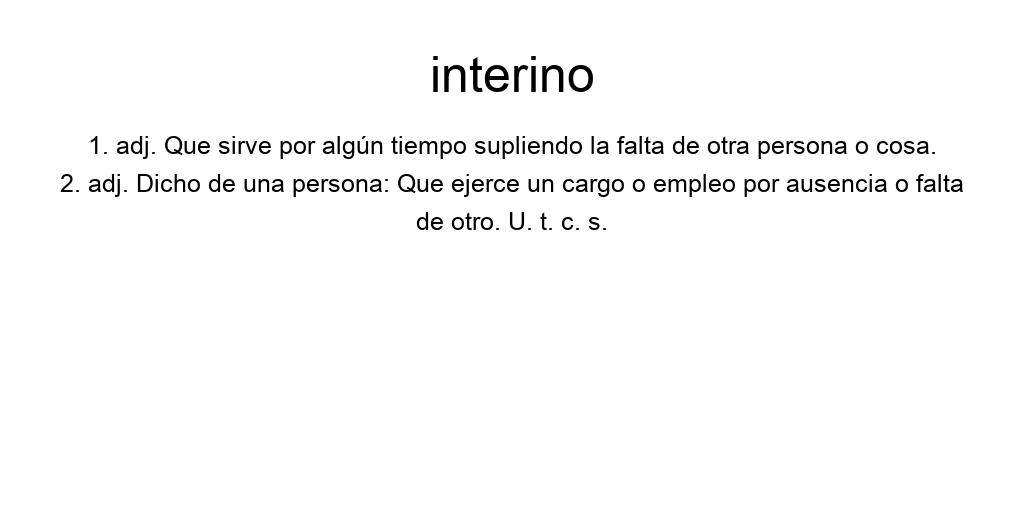 interino
1. adj. Que sirve por algún tiempo supliendo la falta de otra persona o cosa.
2. adj. Dicho de una persona: Que ejerce un cargo o empleo por ausencia o falta
de otro. U. t. c. s.